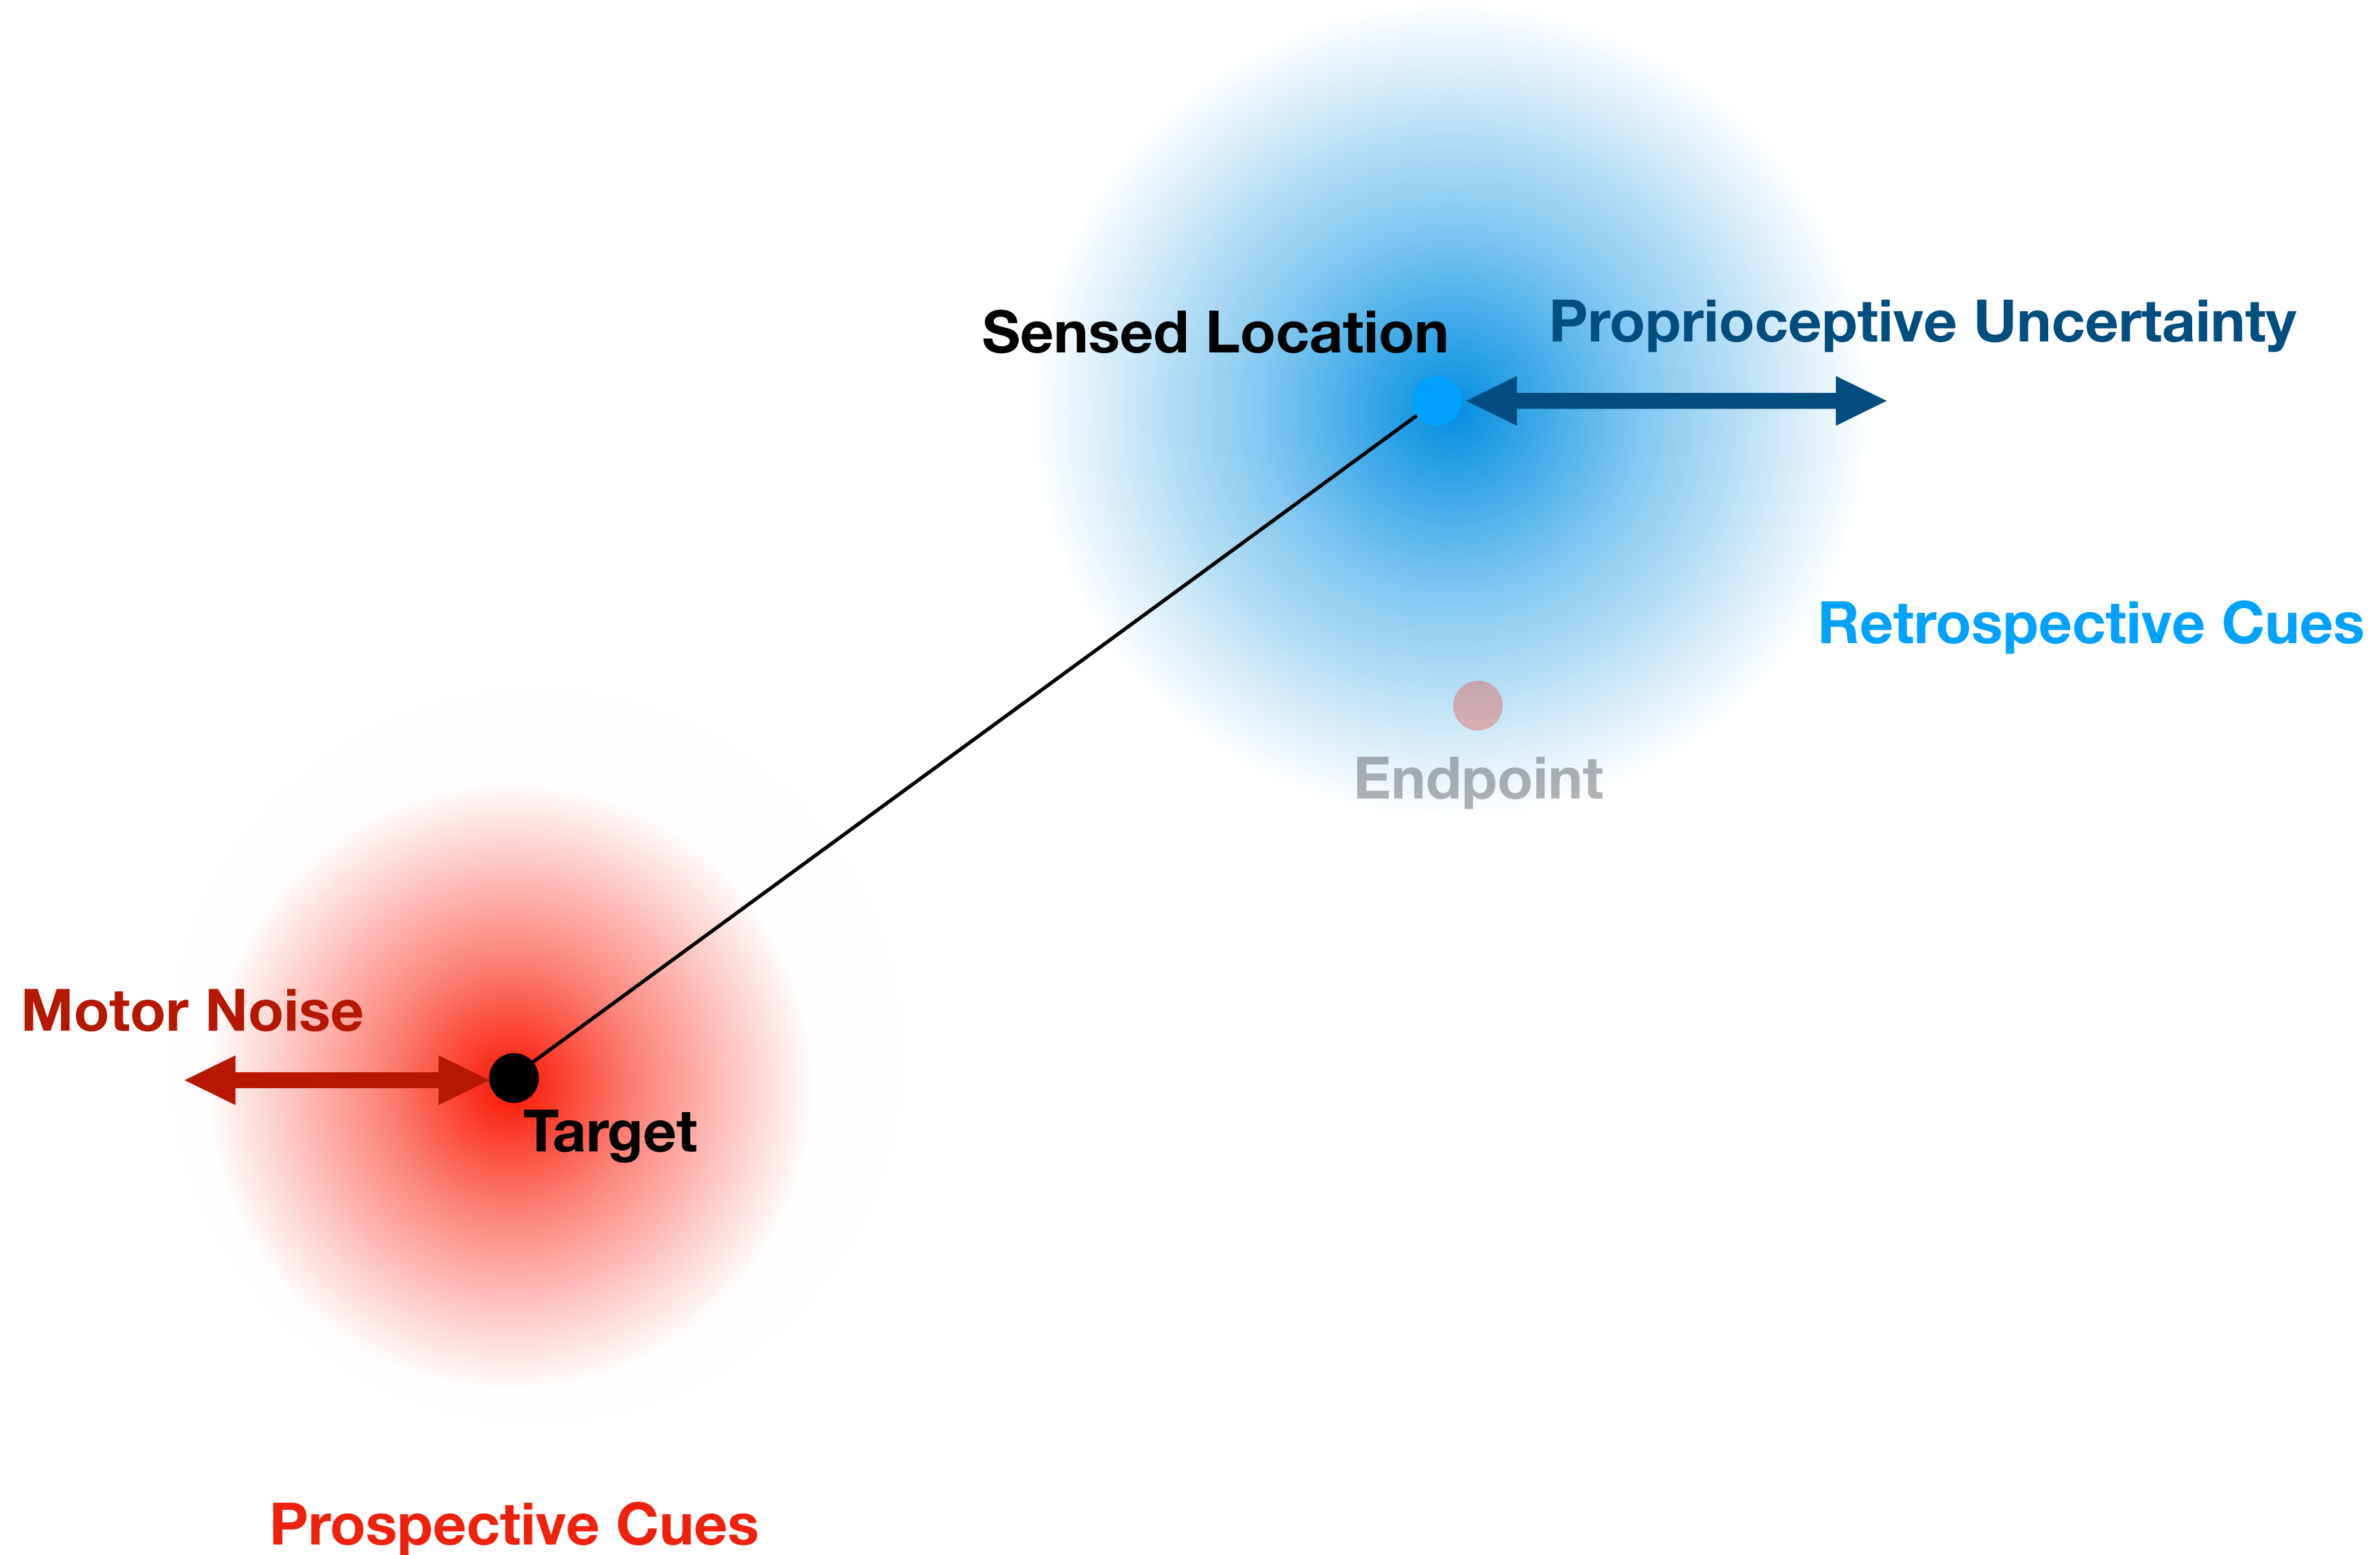 Sensed Location
Proprioceptive Uncertainty
Retrospective Cues
Endpoint
Motor Noise
Target
Prospective Cues